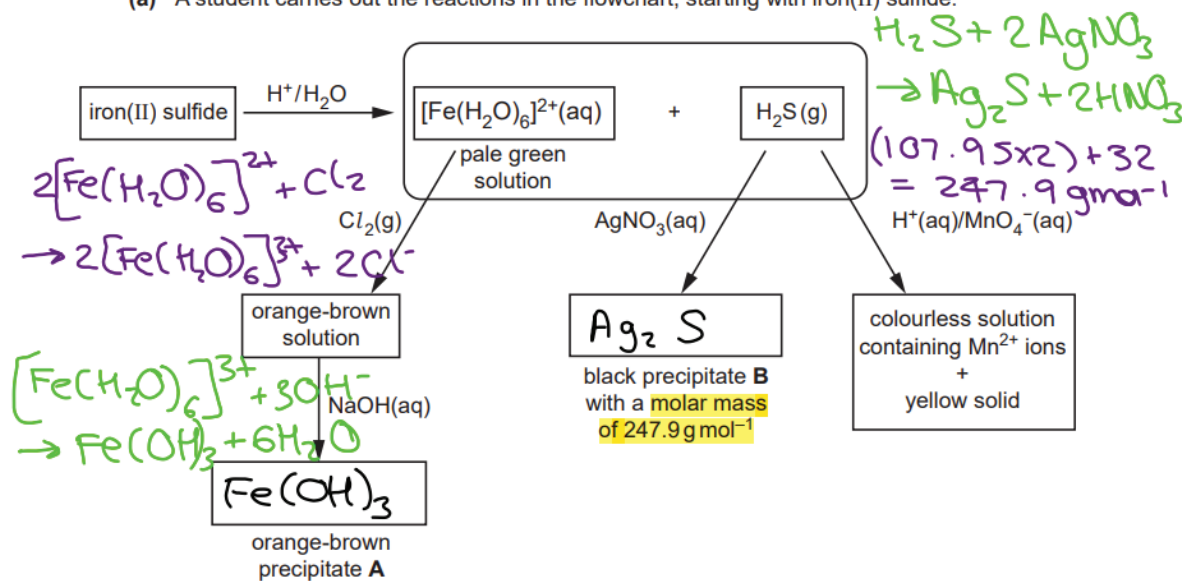 (a) A student carries out the reactions in the flowchart, starting with iron(II) sulfide.
H₂S + 2AgNO₃
→ Ag₂S + 2HNO₃
iron(II) sulfide
H⁺/H₂O
[Fe(H₂O)₆]²⁺(aq)
+
H₂S(g)
pale green
solution
(107.95x2)+32
= 247.9 gmol-1
2[Fe(H₂O)₆]²⁺ + Cl₂
→ 2[Fe(H₂O)₆]³⁺ + 2Cl⁻
Cl₂(g)
AgNO₃(aq)
H⁺(aq)/MnO₄⁻(aq)
orange-brown
solution
Ag₂ S
black precipitate B
with a molar mass
of 247.9 g mol⁻¹
colourless solution
containing Mn²⁺ ions
+
yellow solid
[Fe(H₂O)₆]³⁺ + 3OH⁻
→ Fe(OH)₃ + 6H₂O
NaOH(aq)
Fe(OH)₃
orange-brown
precipitate A